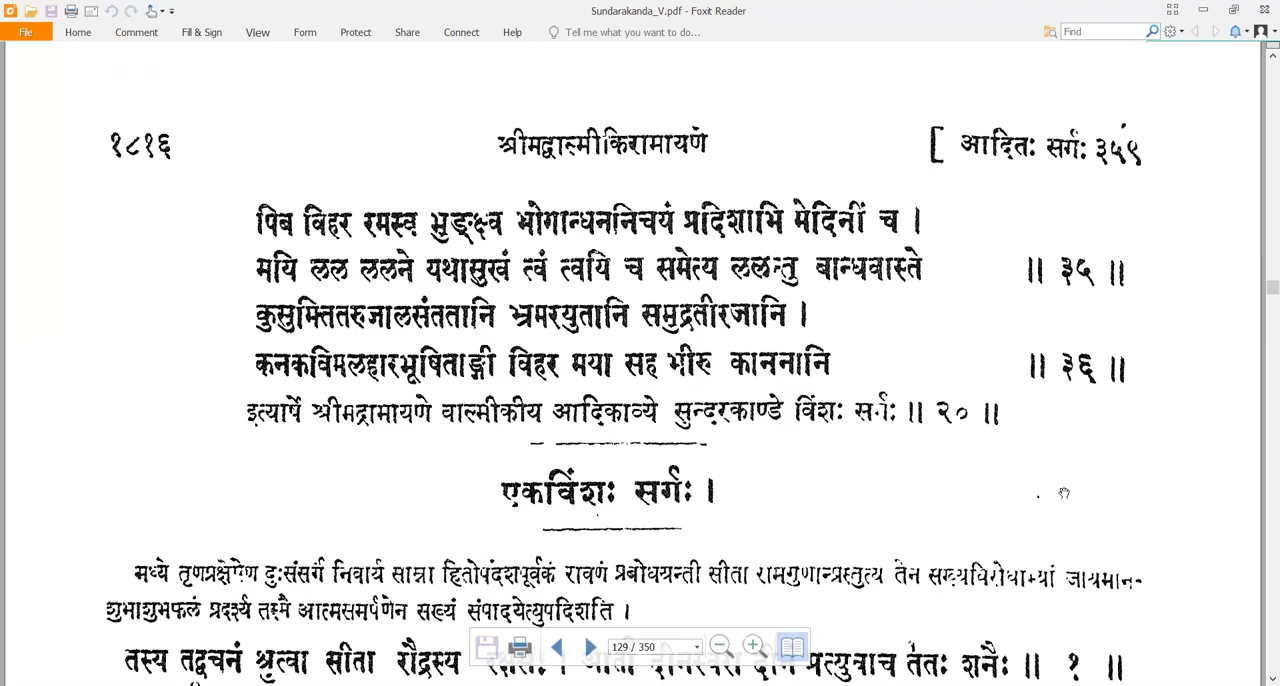 Sundarakanda_V.pdf - Foxit Reader
File Home Comment Fill & Sign View Form Protect Share Connect Help Tell me what you want to do... Find
१८१६ श्रीमद्वाल्मीकिरामायणे [ आदितः सर्गः ३५९
पिब विहर रमस्व भुङ्क्ष्व भोगान्धननिचयं प्रदिशामि मेदिनीं च ।
मयि लल ललने यथासुखं त्वं त्वयि च समेत्य ललन्तु बान्धवास्ते ॥ ३५ ॥
कुसुमिततरुजालसंततानि भ्रमरयुतानि समुद्रतीरजानि ।
कनकविमलहारभूषिताङ्गी विहर मया सह भीरु काननानि ॥ ३६ ॥
इत्यार्षे श्रीमद्रामायणे वाल्मीकीय आदिकाव्ये सुन्दरकाण्डे विंशः सर्गः ॥ २० ॥
एकविंशः सर्गः ।
मध्ये तृणप्रक्षेपेण दुःसंसर्गं निवार्य साम्ना हितोपदेशपूर्वकं रावणं प्रबोधयन्ती सीता रामगुणान्प्रस्तुत्य तेन सख्यविरोधाभ्यां जायमान-
शुभाशुभफलं प्रदर्श्य तस्मै आत्मसमर्पणेन सख्यं संपादयेत्युपदिशति ।
129 / 350
तस्य तद्वचनं श्रुत्वा सीता रौद्रस्य प्रत्युवाच ततः शनैः ॥ १ ॥